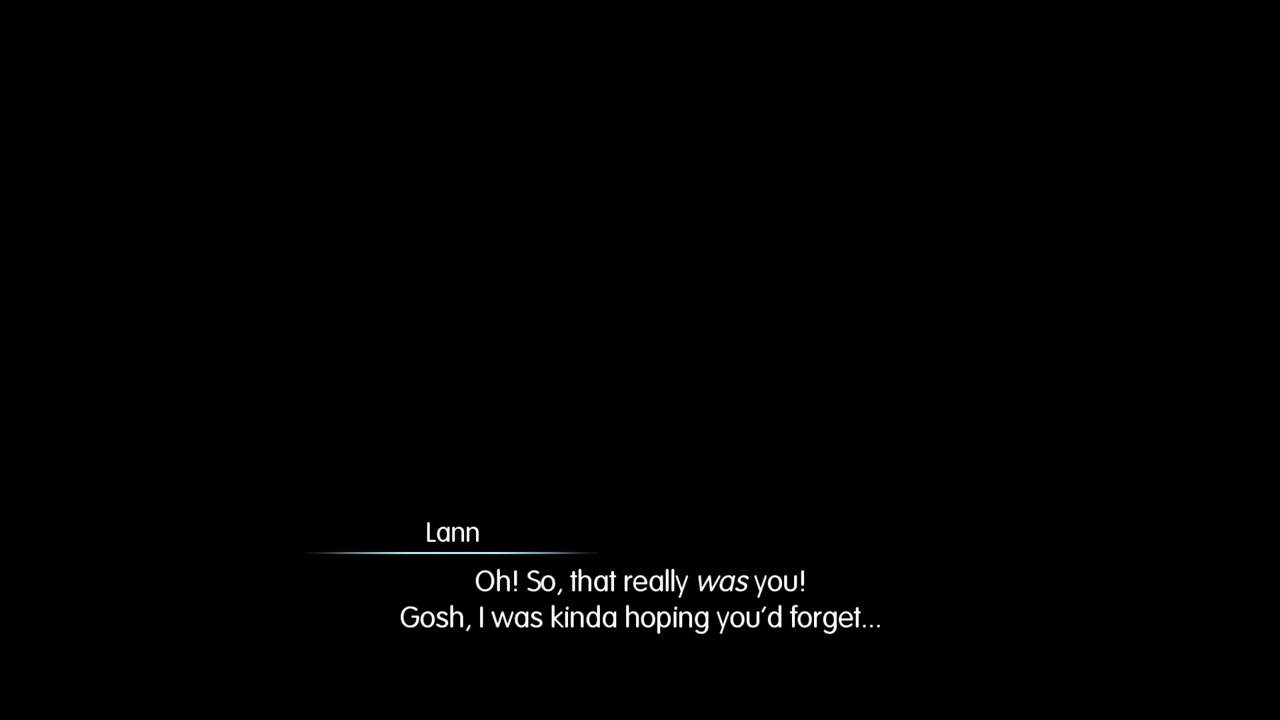 Lann
Oh! So, that really was you!
Gosh, I was kinda hoping you'd forget...